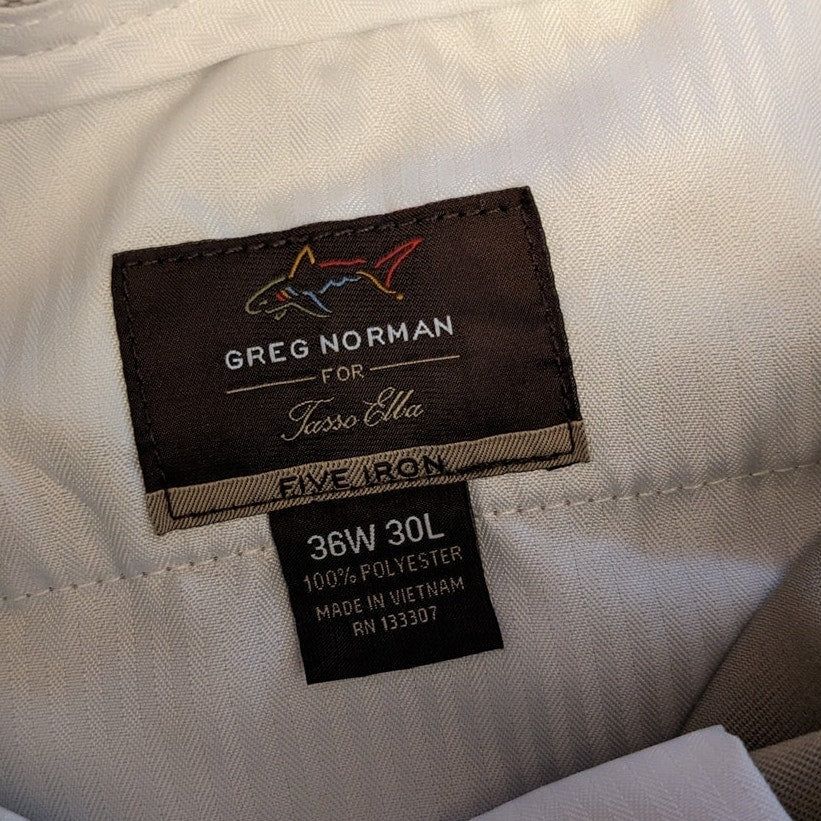 GREG NORMAN
FOR
Tasso Elba
FIVE IRON
36W 30L
100% POLYESTER
MADE IN VIETNAM
RN 133307